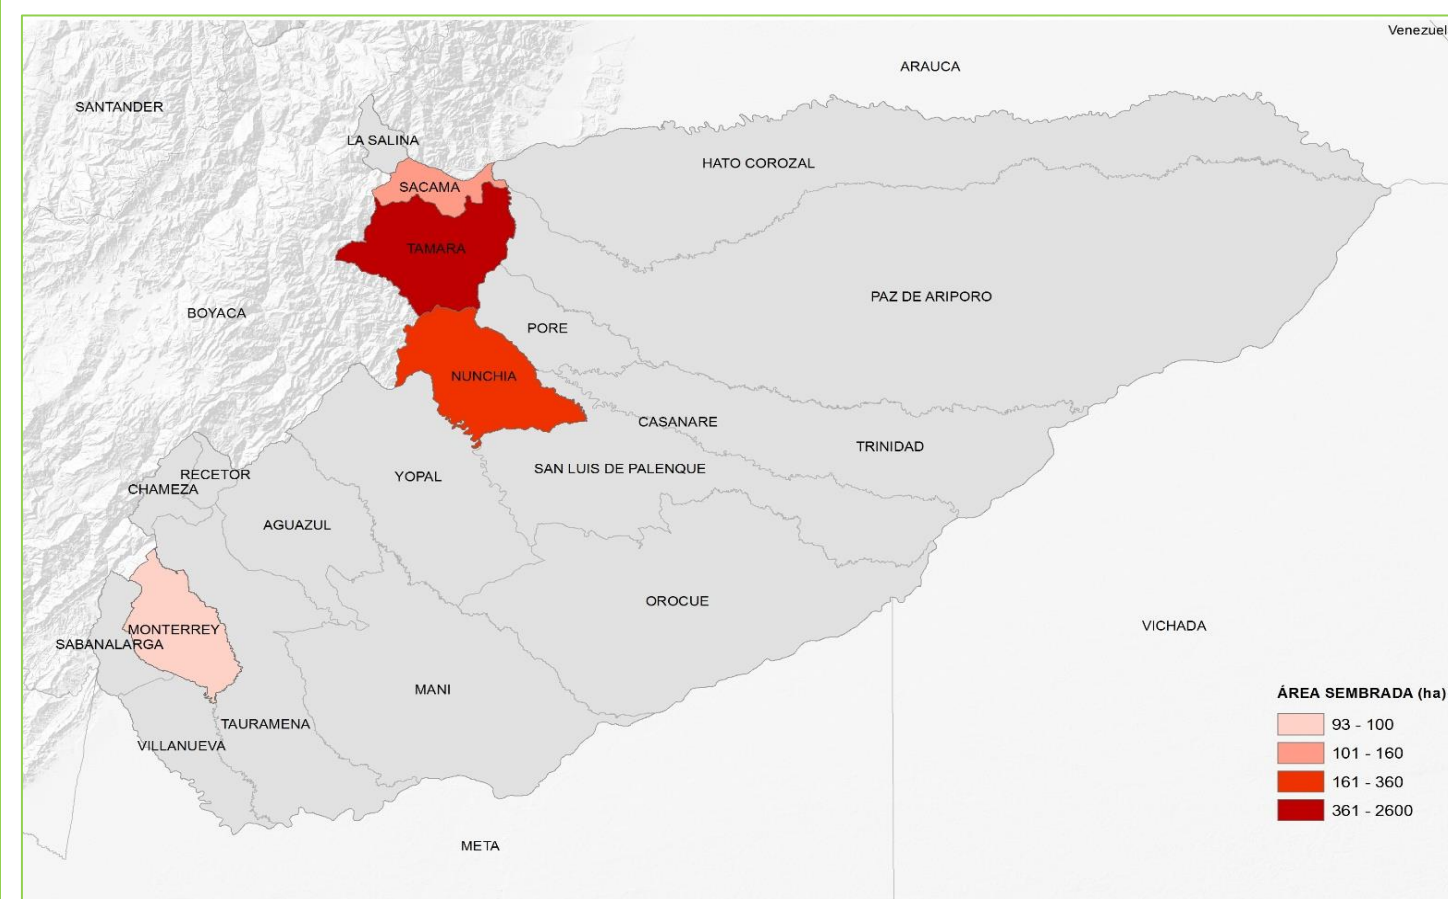 Venezuel
ARAUCA
SANTANDER
LA SALINA
HATO COROZAL
SACAMA
TAMARA
PAZ DE ARIPORO
BOYACA
PORE
NUNCHIA
CASANARE
TRINIDAD
SAN LUIS DE PALENQUE
RECETOR
YOPAL
CHAMEZA
AGUAZUL
OROCUE
VICHADA
MONTERREY
SABANALARGA
MANI
TAURAMENA
VILLANUEVA
META
ÁREA SEMBRADA (ha)
93 - 100
101 - 160
161 - 360
361 - 2600